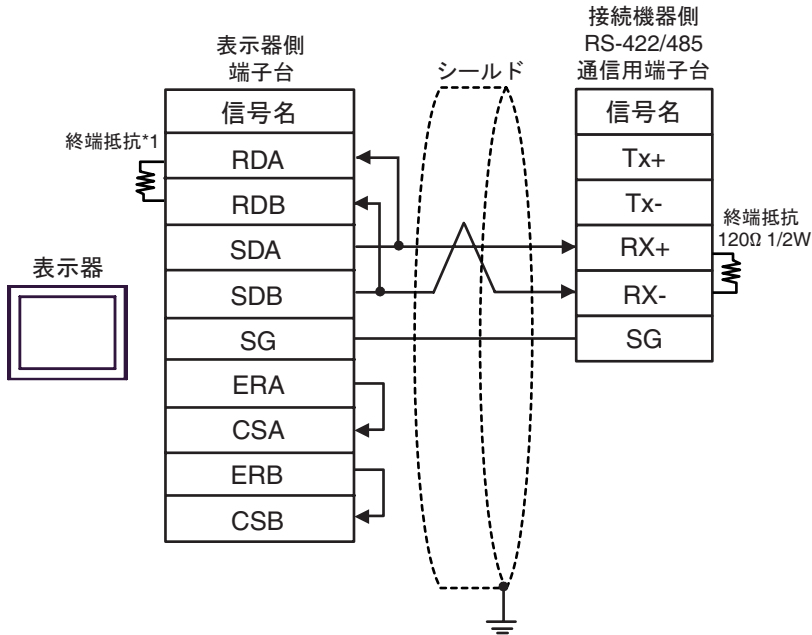 接続機器側
RS-422/485
通信用端子台
表示器側
端子台
シールド
信号名
信号名
終端抵抗*1
RDA
Tx+
RDB
Tx-
終端抵抗
120Ω 1/2W
SDA
RX+
表示器
SDB
RX-
SG
SG
ERA
CSA
ERB
CSB